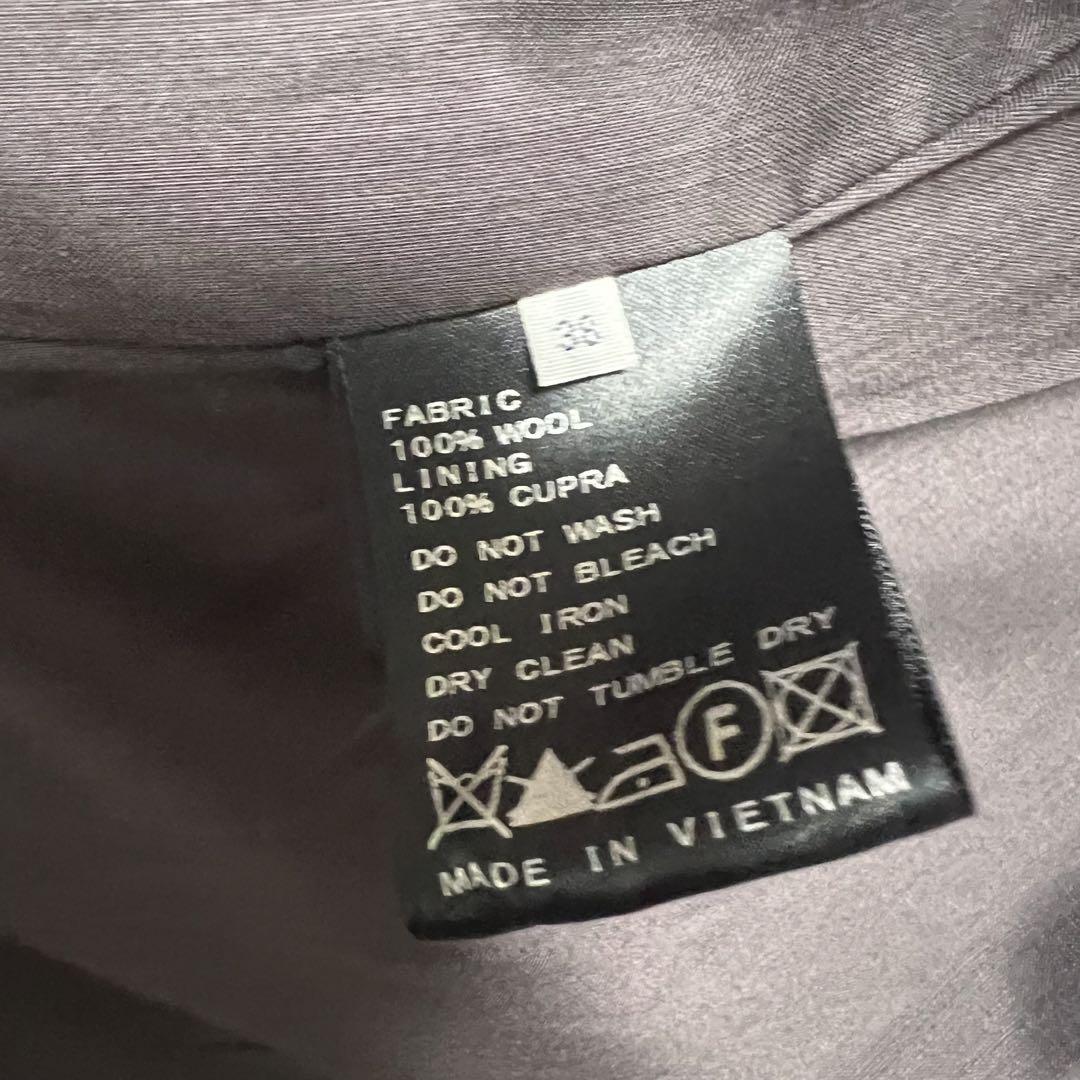 36
FABRIC
100% WOOL
LINING
100% CUPRA
DO NOT WASH
DO NOT BLEACH
COOL IRON
DRY CLEAN
DO NOT TUMBLE DRY
F
MADE IN VIETNAM